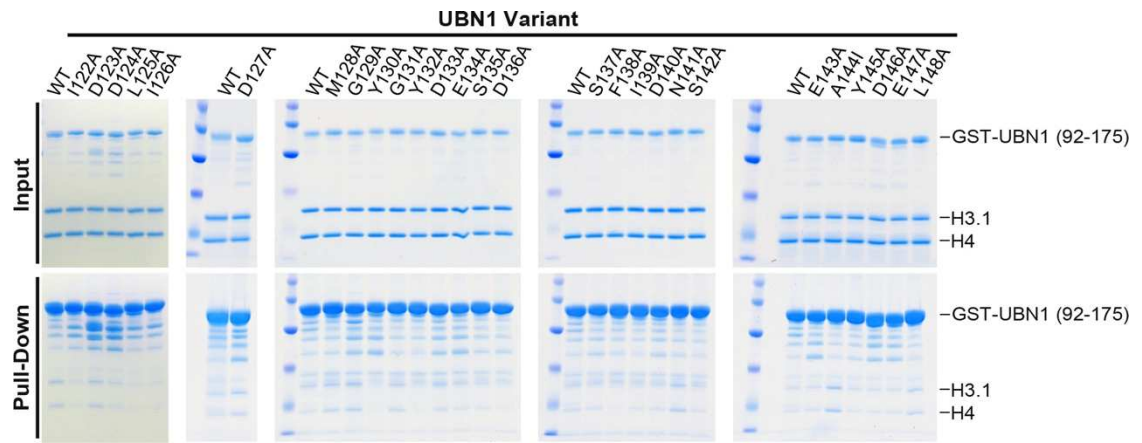 UBN1 Variant
WT I122A D123A D124A L125A I126A WT D127A WT M128A G129A Y130A G131A Y132A D133A E134A S135A D136A WT S137A F138A I139A D140A N141A S142A WT E143A A144I Y145A D146A E147A L148A
Input
GST-UBN1 (92-175)
H3.1
H4
Pull-Down
GST-UBN1 (92-175)
H3.1
H4